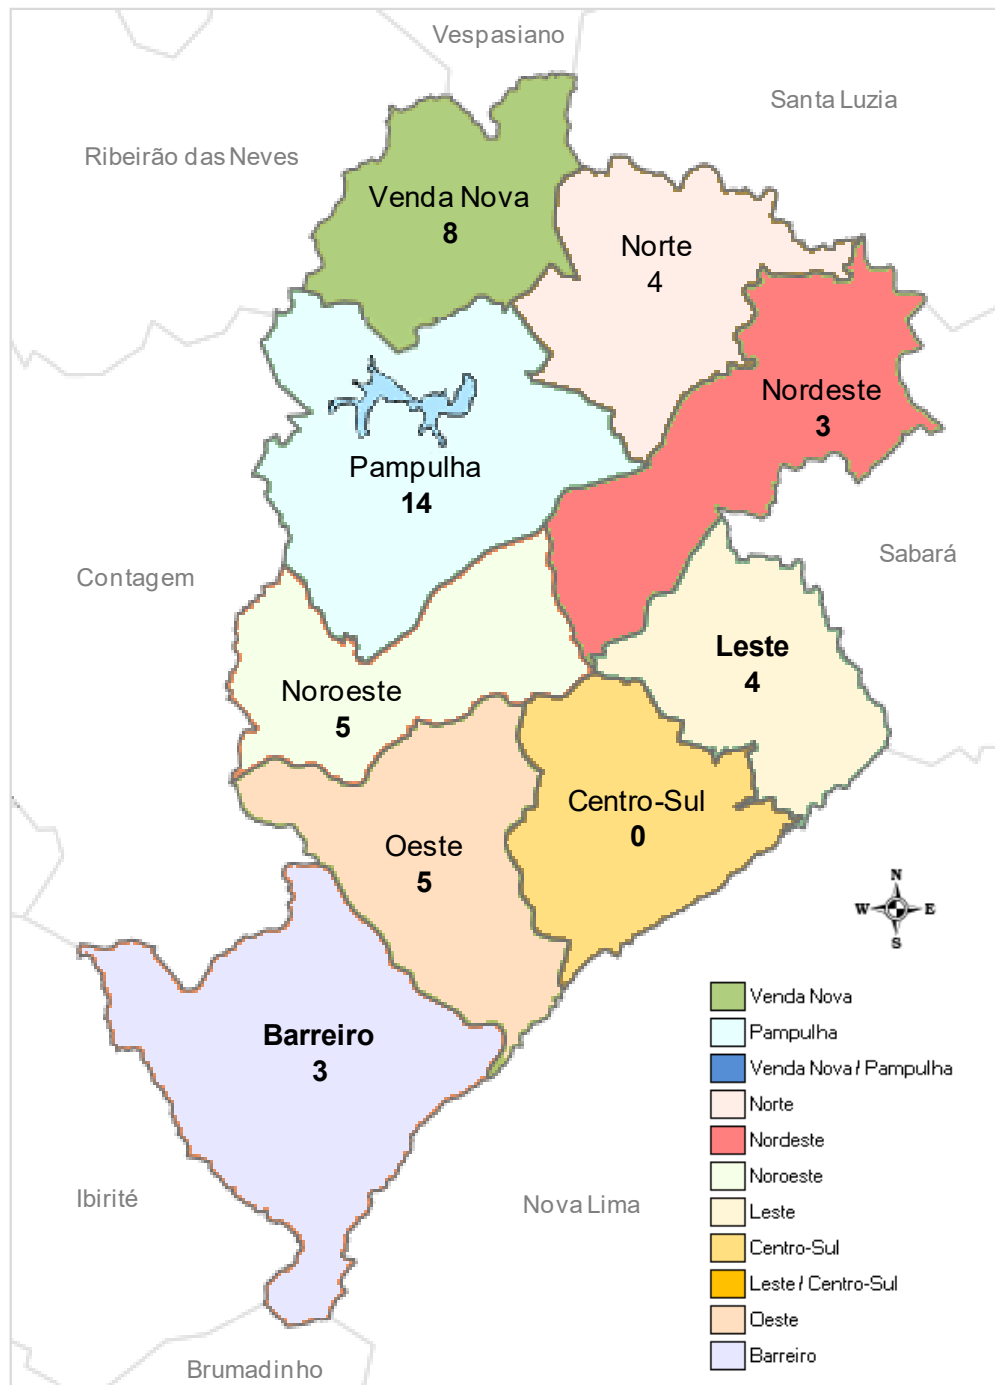 Vespasiano
Santa Luzia
Ribeirão das Neves
Venda Nova
8
Norte
4
Nordeste
3
Pampulha
14
Contagem
Sabará
Leste
4
Noroeste
5
Centro-Sul
0
Oeste
5
N
W E
S
Barreiro
3
Ibirité
Nova Lima
Brumadinho
Venda Nova
Pampulha
Venda Nova / Pampulha
Norte
Nordeste
Noroeste
Leste
Centro-Sul
Leste / Centro-Sul
Oeste
Barreiro